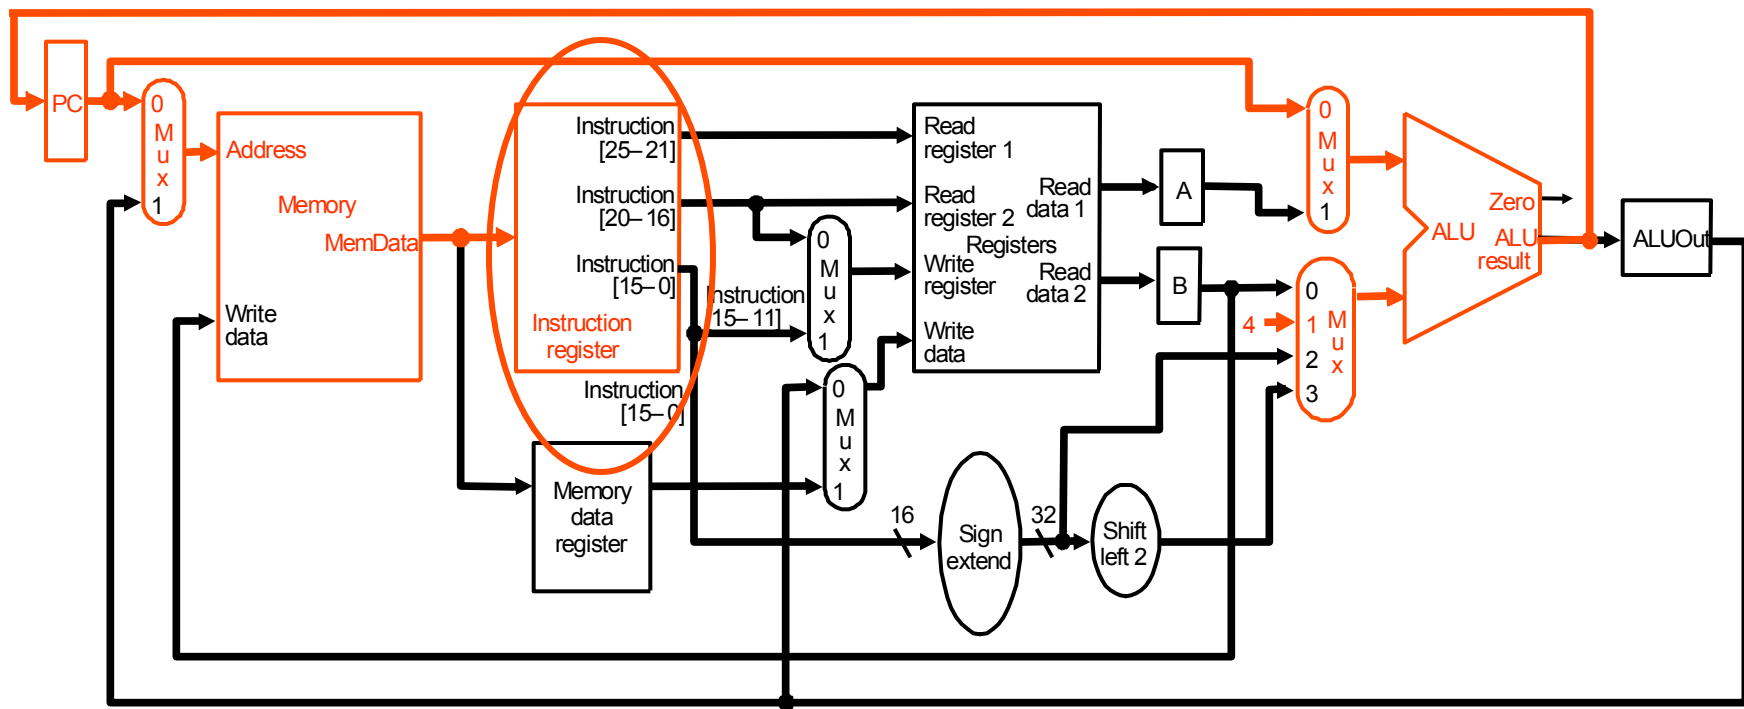 PC
0
M
u
x
1
Address
Memory
MemData
Write
data
Instruction
[25–21]
Instruction
[20–16]
Instruction
[15–0]
Instruction
register
Instruction
15–11]
Instruction
[15–0]
Memory
data
register
0
M
u
x
1
0
M
u
x
1
Read
register 1
Read
register 2
Registers
Write
register
Write
data
Read
data 1
Read
data 2
16
Sign
extend
32
Shift
left 2
A
B
4
0
M
u
x
1
0
1
2
3
M
u
x
Zero
ALU
ALU
result
ALUOut